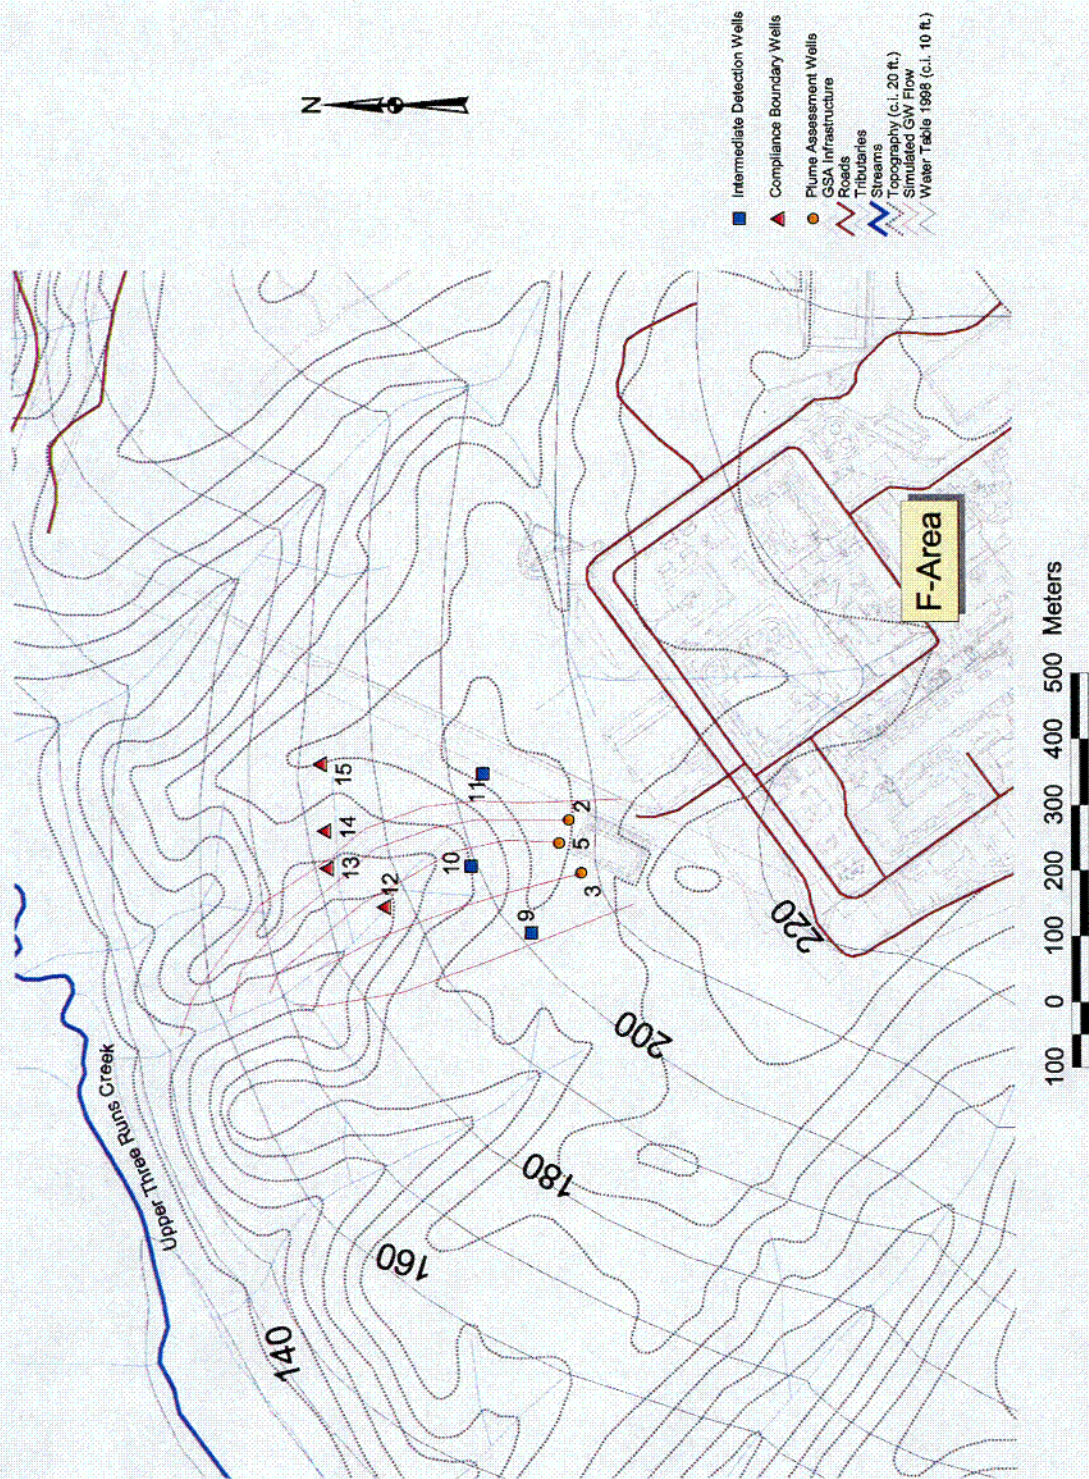 N
Intermediate Detection Wells
Compliance Boundary Wells
Plume Assessment Wells
GSA Infrastructure
Roads
Tributaries
Streams
Topography (c.i. 20 ft.)
Simulated GW Flow
Water Table 1998 (c.i. 10 ft.)
Upper Three Runs Creek
15
14
13
12
11
10
9
2
5
3
140
160
180
200
220
F-Area
100 0 100 200 300 400 500 Meters